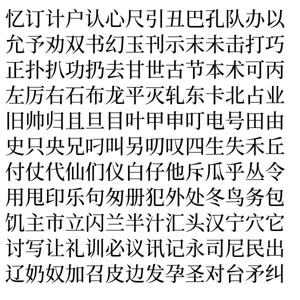 忆订计户认心尺引丑巴孔队办以
允予劝双书幻玉刊示末未击打巧
正扑扒功扔去甘世古节本术可丙
左厉右石布龙平灭轧东卡北占业
旧帅归且旦目叶甲申叮电号田由
史只央兄叼叫另叨叹四生失禾丘
付仗代仙们仪白仔他斥瓜乎丛令
用甩印乐句匆册犯外处冬鸟务包
饥主市立闪兰半汁汇头汉宁穴它
讨写让礼训必议讯记永司尼民出
辽奶奴加召皮边发孕圣对台矛纠